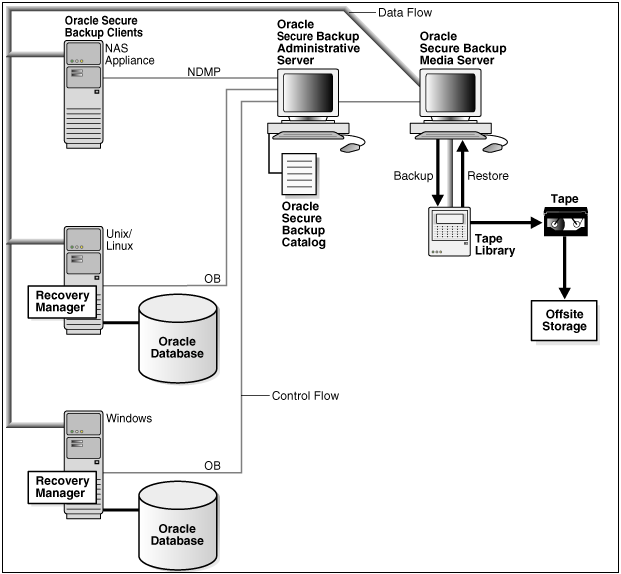 Data Flow
Oracle Secure
Backup Clients
NAS
Appliance
NDMP
Oracle
Secure Backup
Administrative
Server
Oracle
Secure Backup
Media Server
Oracle
Secure
Backup
Catalog
Backup
Restore
Tape
Library
Tape
Offsite
Storage
Unix/
Linux
OB
Recovery
Manager
Oracle
Database
Control Flow
Windows
OB
Recovery
Manager
Oracle
Database